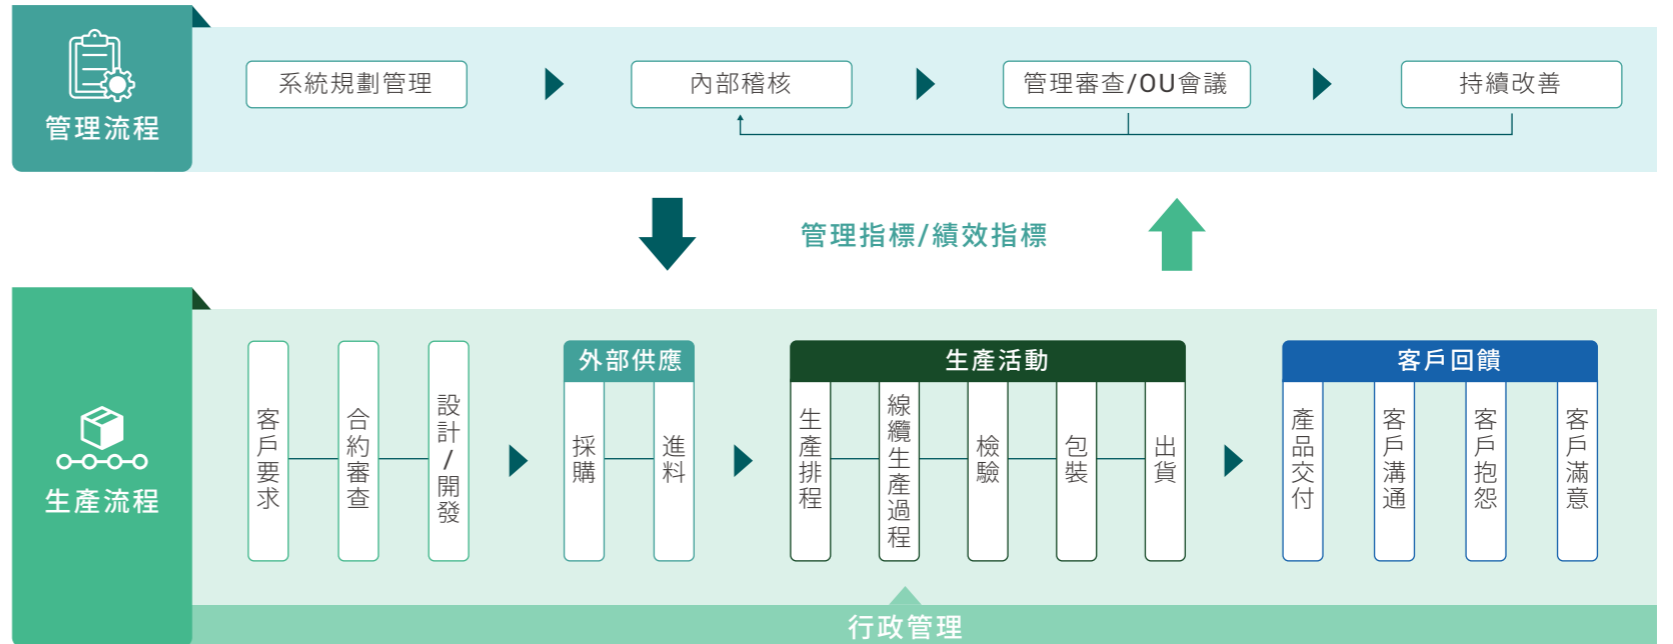 管理流程
系統規劃管理
內部稽核
管理審查/OU會議
持續改善
管理指標/績效指標
生產流程
客戶要求
合約審查
設計/開發
外部供應
採購
進料
生產活動
生產排程
線纜生產過程
檢驗
包裝
出貨
客戶回饋
產品交付
客戶溝通
客戶抱怨
客戶滿意
行政管理